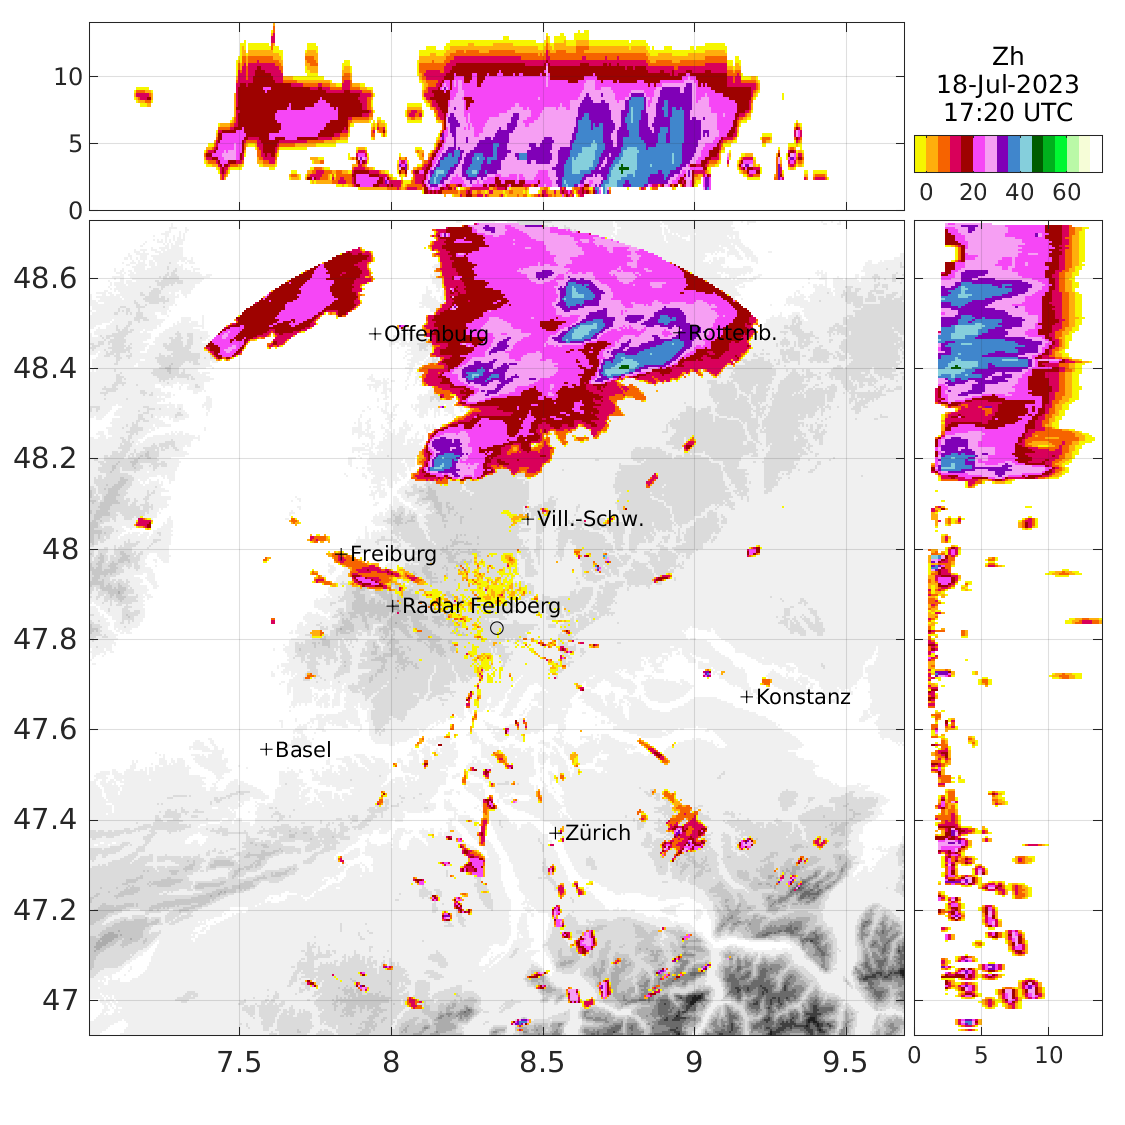 10
5
0
Zh
18-Jul-2023
17:20 UTC
0 20 40 60
48.6
48.4
48.2
48
47.8
47.6
47.4
47.2
47
+Offenburg
+Rottenb.
+Vill.-Schw.
+Freiburg
+Radar Feldberg
+Konstanz
+Basel
+Zürich
7.5 8 8.5 9 9.5
0 5 10